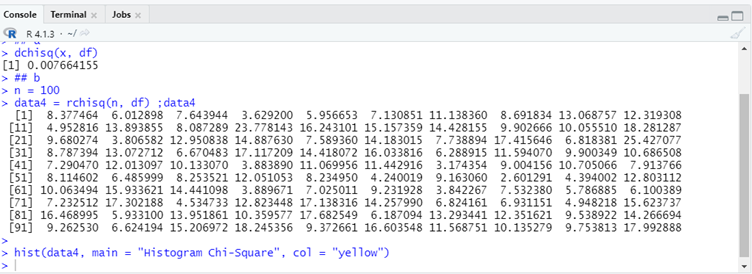 Console Terminal Jobs
R 4.1.3 · ~/
> dchisq(x, df)
[1] 0.007664155
> ## b
> n = 100
> data4 = rchisq(n, df) ;data4
[1] 8.377464 6.012898 7.643944 3.629200 5.956653 7.130851 11.138360 8.691834 13.068757 12.319308
[11] 4.952816 13.893855 8.087289 23.778143 16.243101 15.157359 14.428155 9.902666 10.055510 18.281287
[21] 9.680274 3.806582 12.950838 14.887630 7.589360 14.183015 7.738894 17.415646 6.818381 25.427077
[31] 8.787394 13.072712 6.670483 17.117209 14.418072 16.033816 6.288915 11.594070 9.900349 10.686508
[41] 7.290470 12.013097 10.133070 3.883890 11.069956 11.442916 3.174354 9.004156 10.705066 7.913766
[51] 8.114602 6.485999 8.253521 12.051053 8.234950 4.240019 9.163060 2.601291 4.394002 12.803112
[61] 10.063494 15.933621 14.441098 3.889671 7.025011 9.231928 3.842267 7.532380 5.786885 6.100389
[71] 7.232512 17.302188 4.534733 12.823448 17.138316 14.257990 6.824161 6.931151 4.948218 15.623737
[81] 16.468995 5.933100 13.951861 10.359577 17.682549 6.187094 13.293441 12.351621 9.538922 14.266694
[91] 9.262530 6.624194 15.206972 18.245356 9.372661 16.603548 11.568751 10.135279 9.753813 17.992888
>
> hist(data4, main = "Histogram Chi-Square", col = "yellow")
>